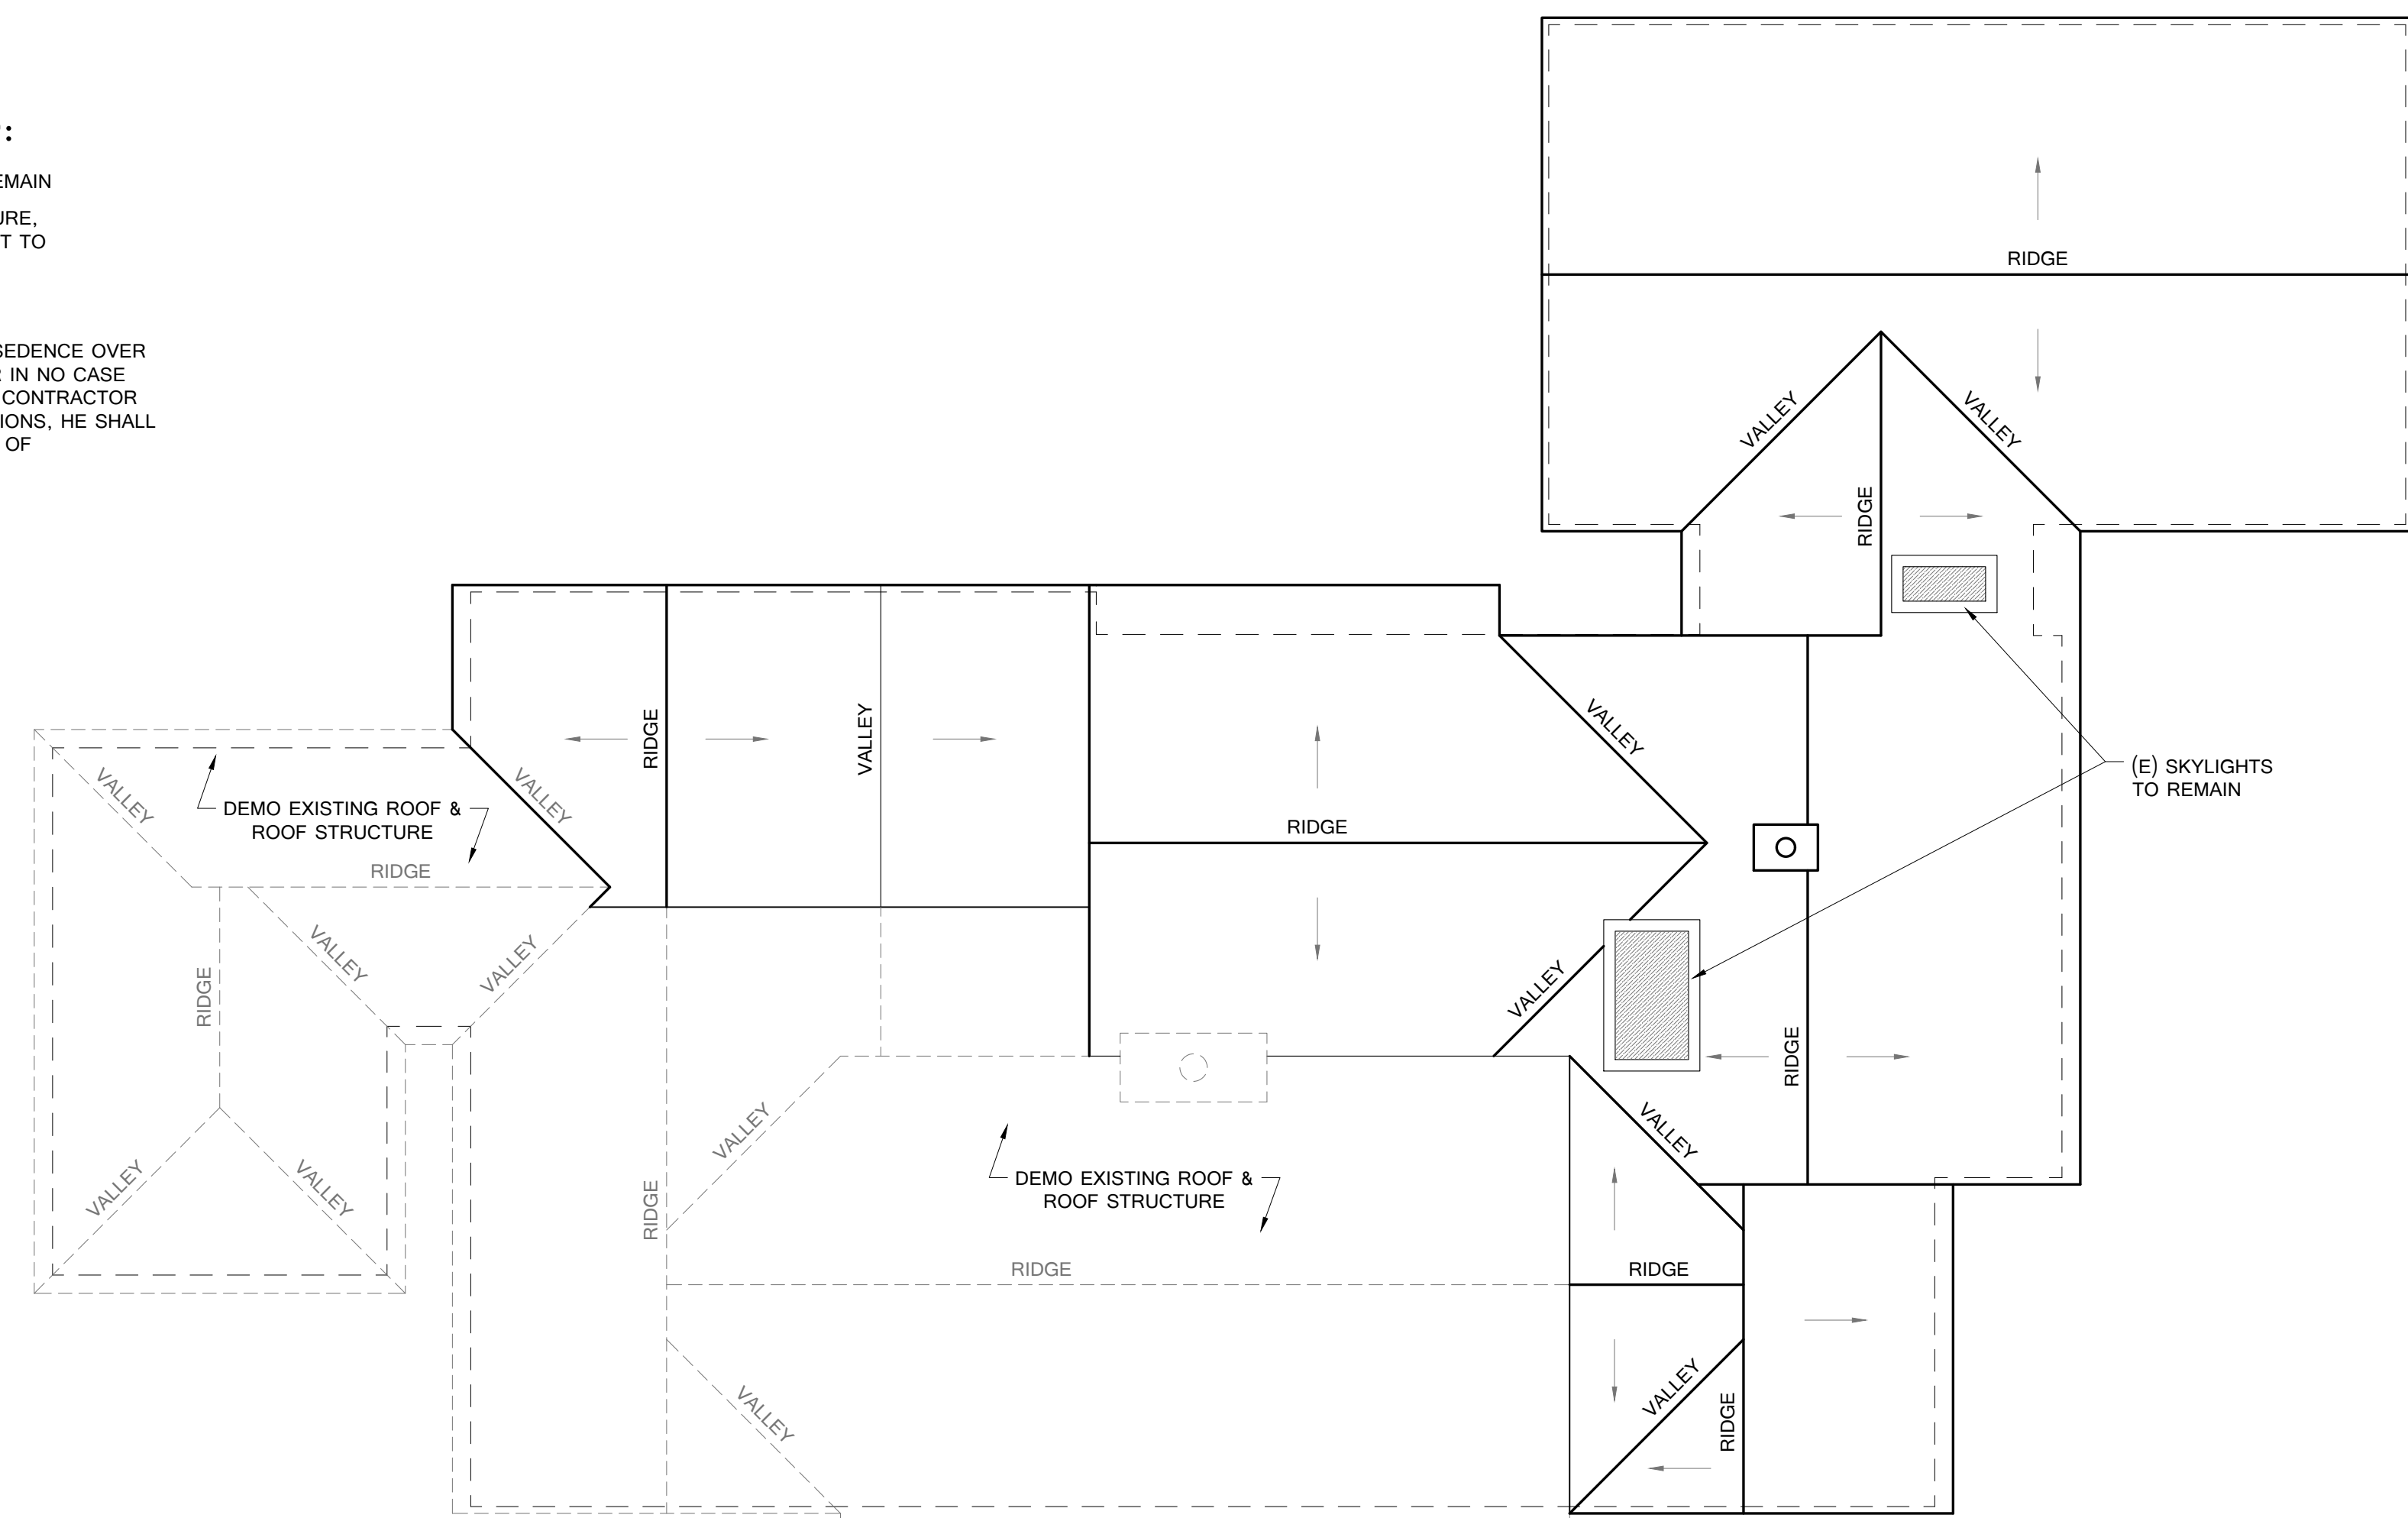 :
EMAIN
URE,
T TO
SEDENCE OVER
R IN NO CASE
CONTRACTOR
IONS, HE SHALL
OF
RIDGE
VALLEY
VALLEY
RIDGE
VALLEY
RIDGE
VALLEY
(E) SKYLIGHTS
TO REMAIN
VALLEY
VALLEY
DEMO EXISTING ROOF &
ROOF STRUCTURE
RIDGE
RIDGE
VALLEY
VALLEY
RIDGE
VALLEY
RIDGE
VALLEY
VALLEY
VALLEY
VALLEY
RIDGE
DEMO EXISTING ROOF &
ROOF STRUCTURE
RIDGE
RIDGE
VALLEY
VALLEY
RIDGE